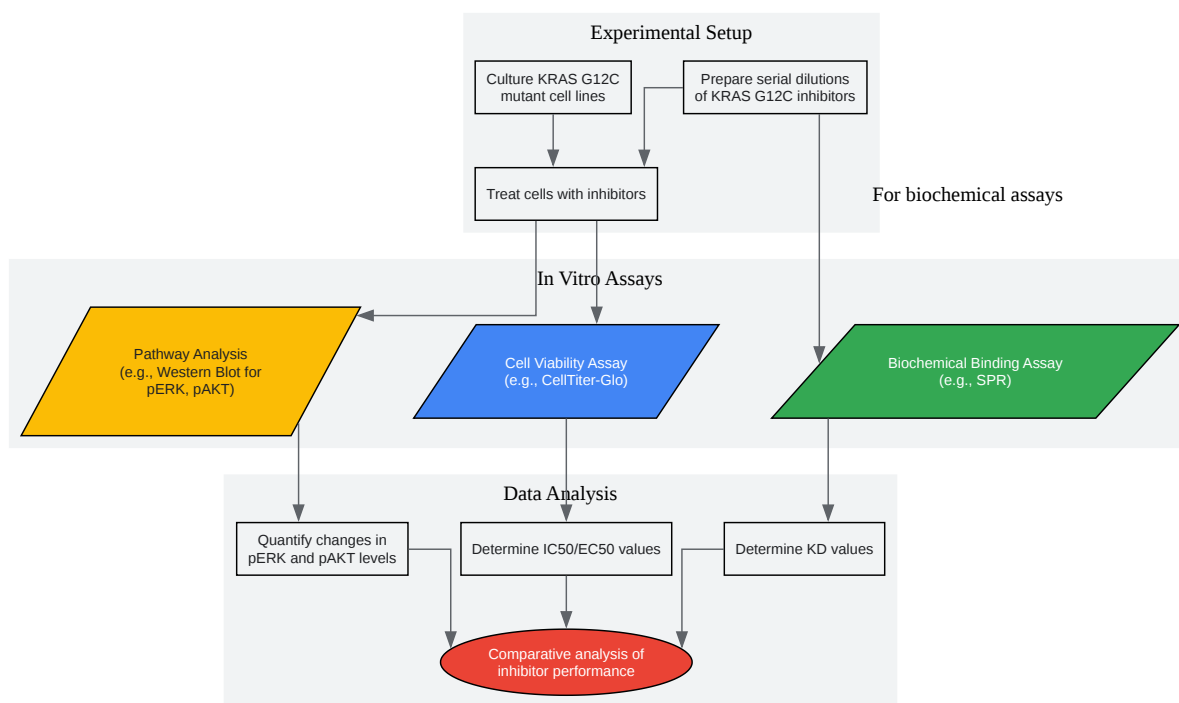 Experimental Setup
Culture KRAS G12C
mutant cell lines
Prepare serial dilutions
of KRAS G12C inhibitors
Treat cells with inhibitors
For biochemical assays
In Vitro Assays
Pathway Analysis
(e.g., Western Blot for
pERK, pAKT)
Cell Viability Assay
(e.g., CellTiter-Glo)
Biochemical Binding Assay
(e.g., SPR)
Data Analysis
Quantify changes in
pERK and pAKT levels
Determine IC50/EC50 values
Determine KD values
Comparative analysis of
inhibitor performance